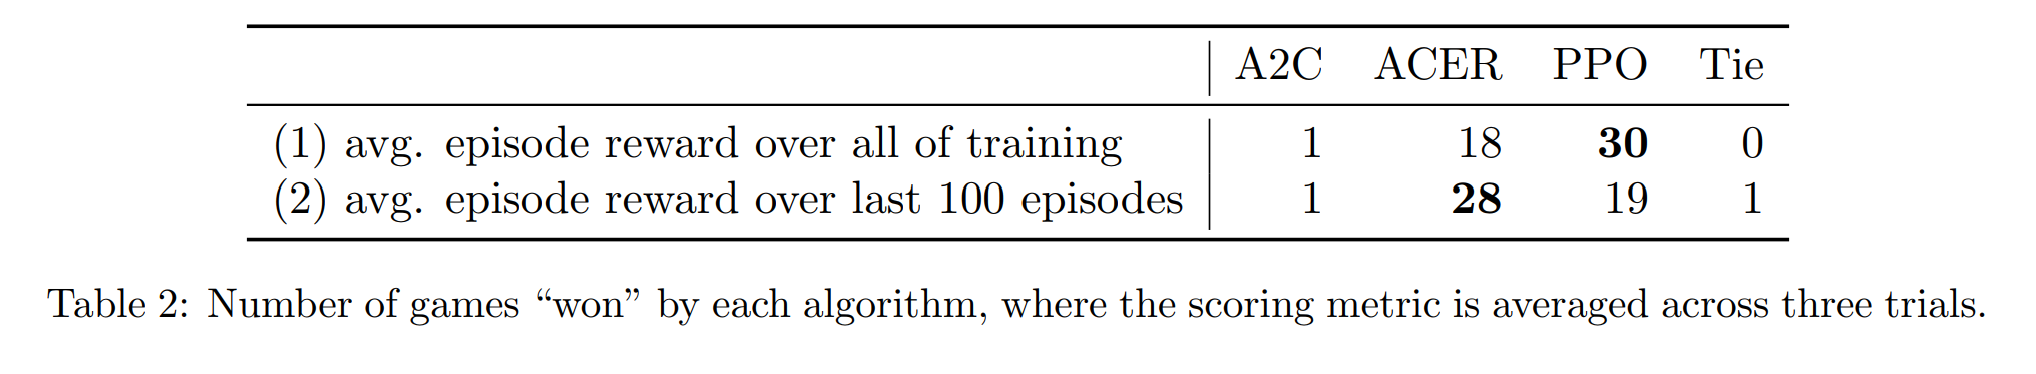 A2C ACER PPO Tie
(1) avg. episode reward over all of training 1 18 30 0
(2) avg. episode reward over last 100 episodes 1 28 19 1
Table 2: Number of games “won” by each algorithm, where the scoring metric is averaged across three trials.